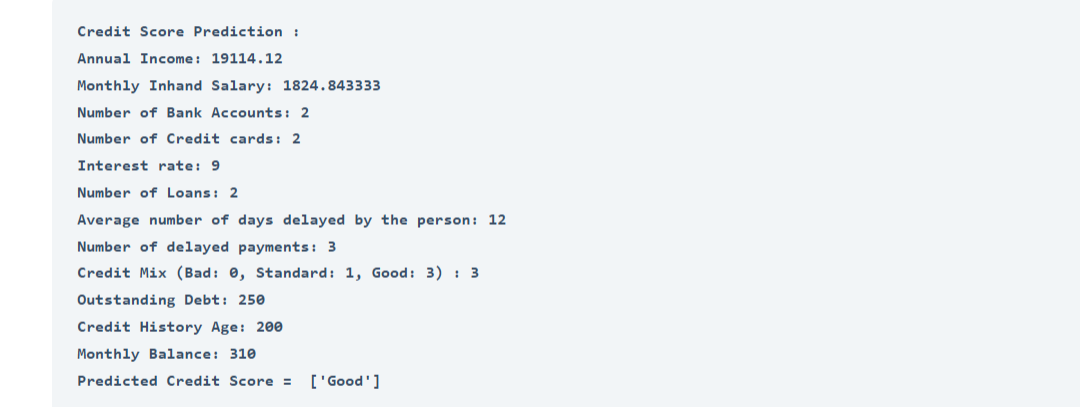 Credit Score Prediction :
Annual Income: 19114.12
Monthly Inhand Salary: 1824.843333
Number of Bank Accounts: 2
Number of Credit cards: 2
Interest rate: 9
Number of Loans: 2
Average number of days delayed by the person: 12
Number of delayed payments: 3
Credit Mix (Bad: 0, Standard: 1, Good: 3) : 3
Outstanding Debt: 250
Credit History Age: 200
Monthly Balance: 310
Predicted Credit Score =  ['Good']